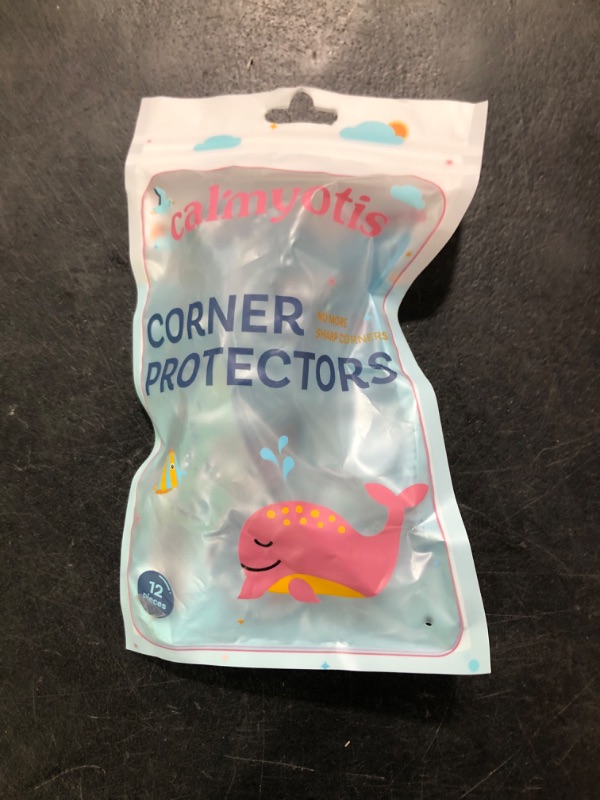 calmyotis
CORNER
NO MORE
SHARP CORNERS
PROTECTORS
12
pieces